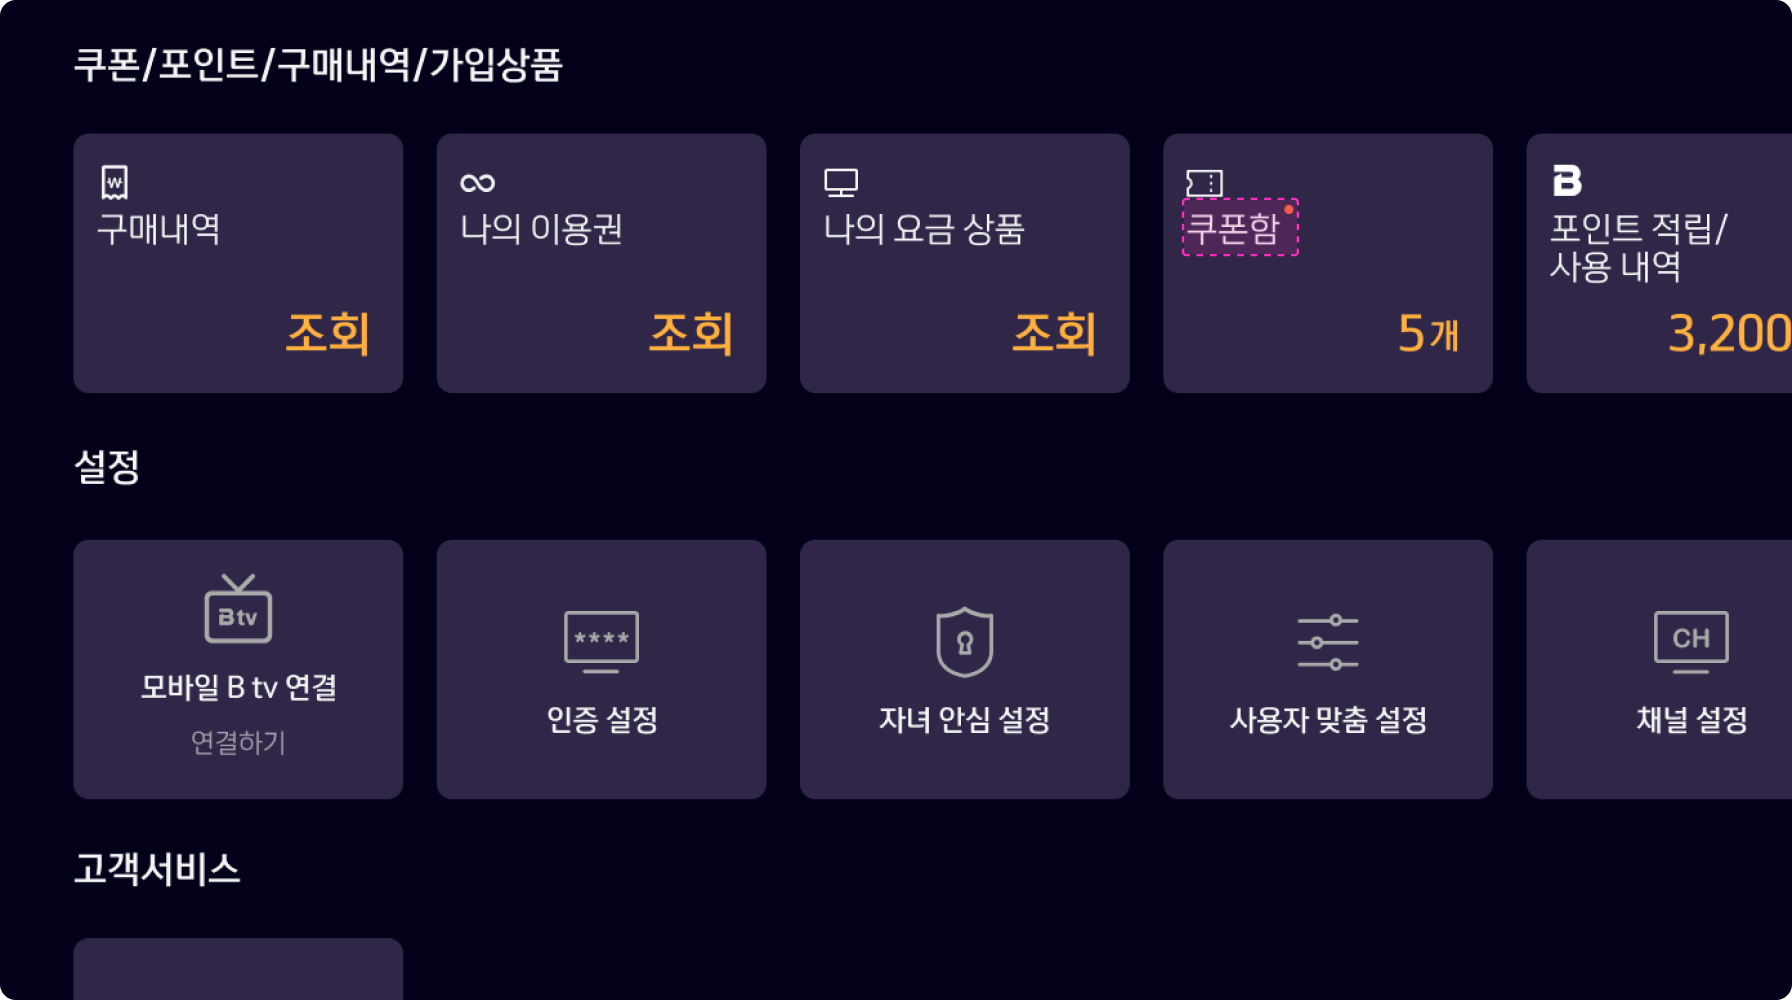 쿠폰/포인트/구매내역/가입상품
구매내역
조회
나의 이용권
조회
나의 요금 상품
조회
쿠폰함
5개
B
포인트 적립/
사용 내역
3,200
설정
B tv
모바일 B tv 연결
연결하기
****
인증 설정
자녀 안심 설정
사용자 맞춤 설정
CH
채널 설정
고객서비스